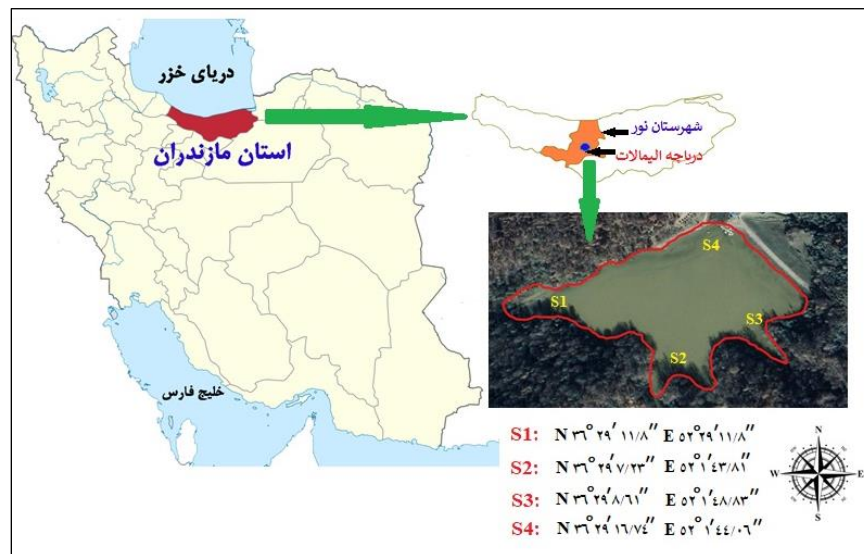 دریای خزر
استان مازندران
خلیج فارس
شهرستان نور
دریاچه الیمالات
S4
S1
S3
S2
S1: N ۳۶° ۲۹′ ۱۱/۸″ E ۵۲° ۲۹′ ۱۱/۸″
S2: N ۳۶° ۲۹′ ۷/۲۳″ E ۵۲° ۱′ ۴۳/۸۱″
S3: N ۳۶° ۲۹′ ۸/۶۱″ E ۵۲° ۱′ ۴۸/۸۳″
S4: N ۳۶° ۲۹′ ۱۶/۷۴″ E ۵۲° ۱′ ۴۴/۰۶″
N
W E
S